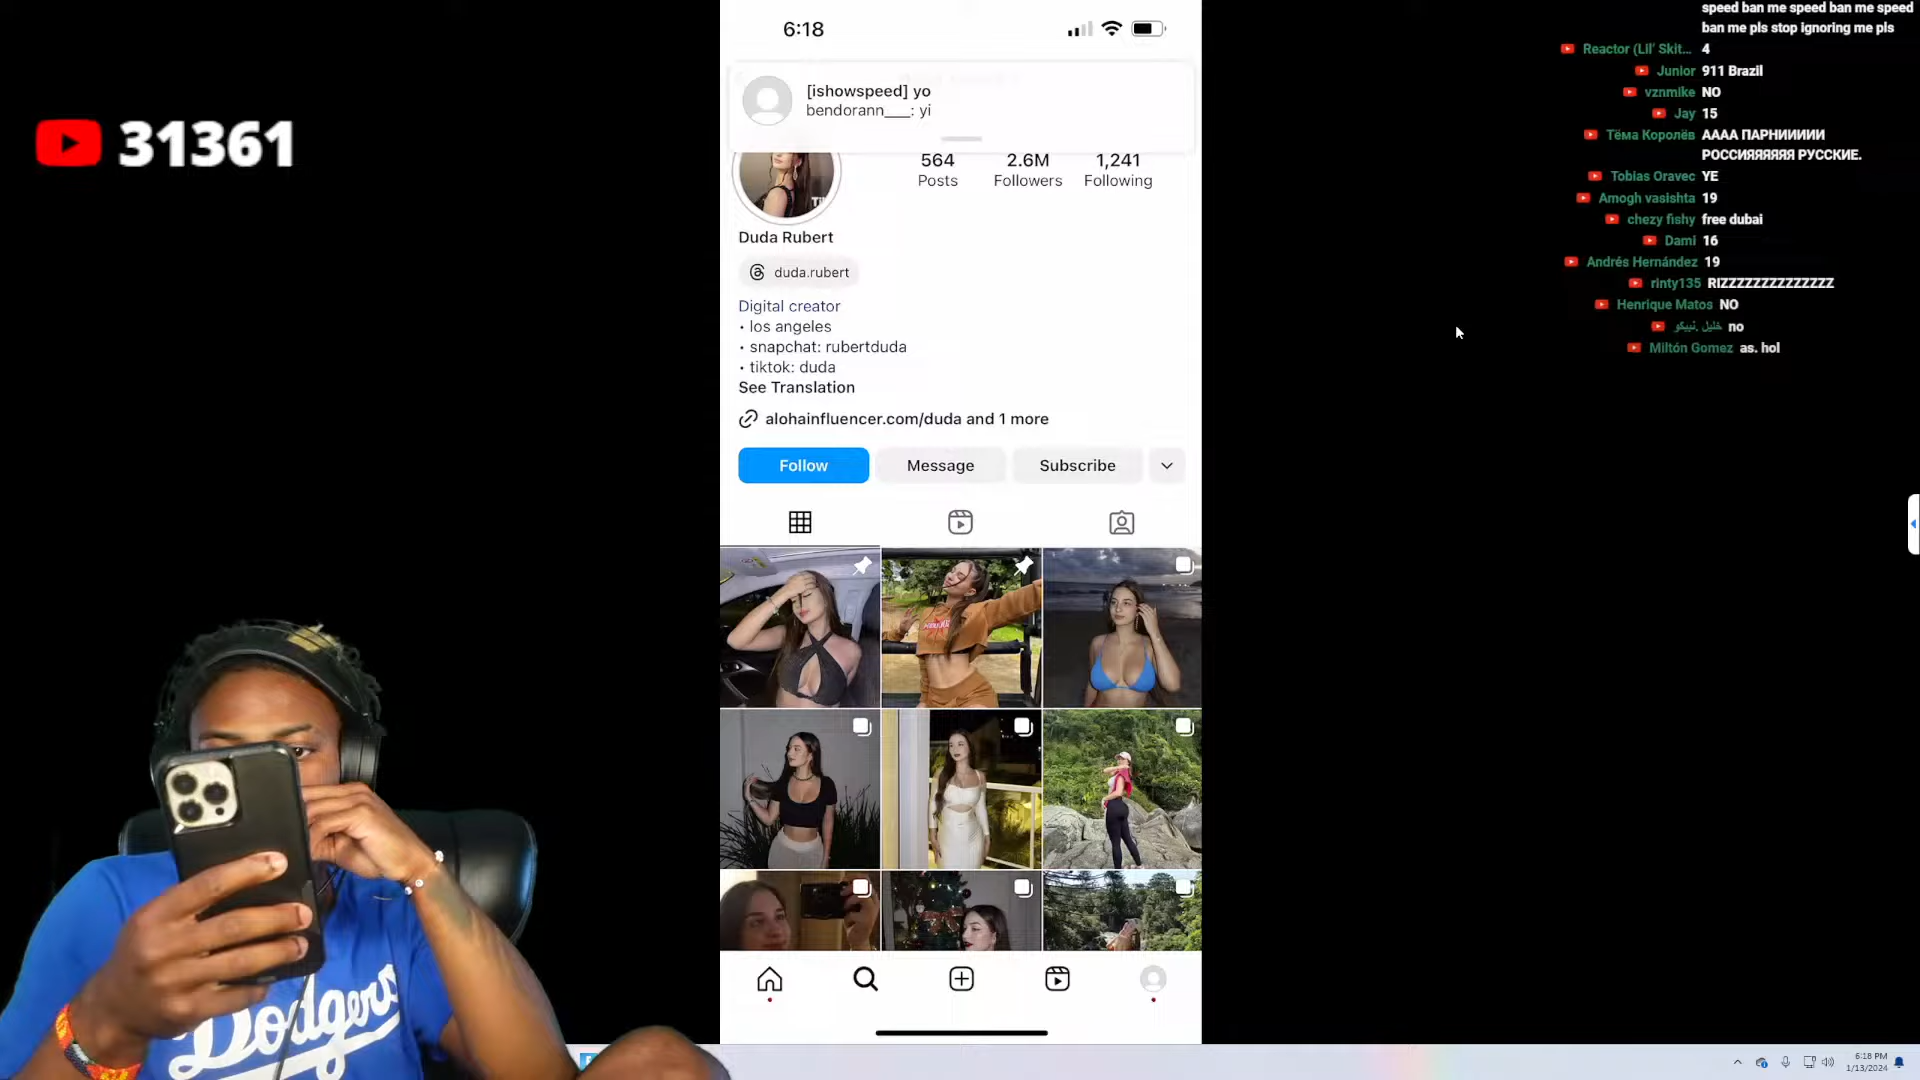 6:18
[ishowspeed] yo
bendorann___: yi
31361
564
2.6M
1,241
Posts
Followers
Following
Duda Rubert
duda.rubert
Digital creator
• los angeles
• snapchat: rubertduda
• tiktok: duda
See Translation
alohainfluencer.com/duda and 1 more
Follow
Message
Subscribe
Dodgers
speed ban me speed ban me speed
ban me pls stop ignoring me pls
Reactor (Lil' Skit... 4
Junior 911 Brazil
vznmike NO
Jay 15
Тёма Королёв АААА ПАРНИИИИИ
РОССИЯЯЯЯЯЯ РУССКИЕ.
Tobias Oravec YE
Amogh vasishta 19
chezy fishy free dubai
Dami 16
Andrés Hernández 19
rinty135 RIZZZZZZZZZZZZZ
Henrique Matos NO
خليل .نبيكو no
Miltón Gomez as. hol
6:18 PM
1/13/2024